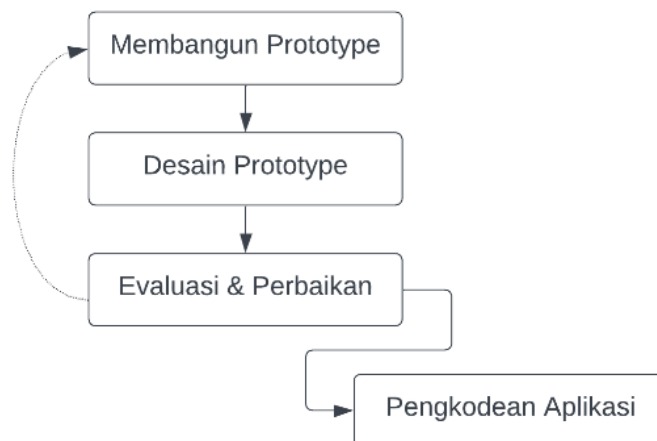 Membangun Prototype
Desain Prototype
Evaluasi & Perbaikan
Pengkodean Aplikasi